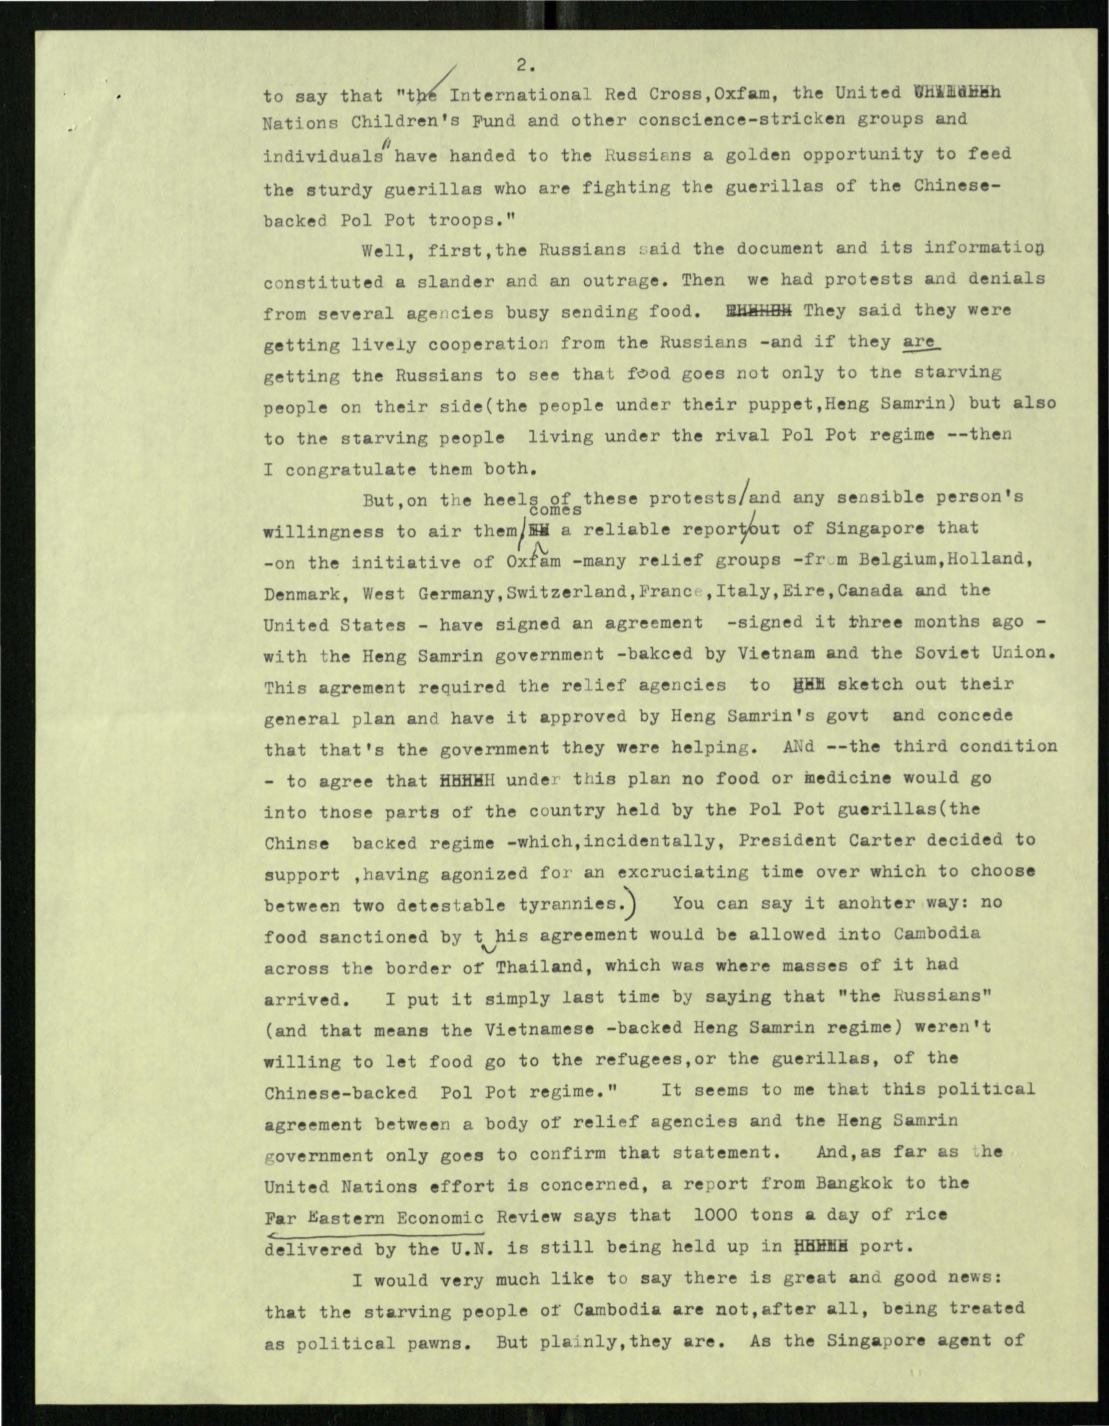 2.
to say that "the International Red Cross,Oxfam, the United
Nations Children's Fund and other conscience-stricken groups and
individuals" have handed to the Russians a golden opportunity to feed
the sturdy guerillas who are fighting the guerillas of the Chinese-
backed Pol Pot troops."
Well, first,the Russians said the document and its information
constituted a slander and an outrage. Then we had protests and denials
from several agencies busy sending food. They said they were
getting lively cooperation from the Russians -and if they are
getting the Russians to see that food goes not only to the starving
people on their side(the people under their puppet,Heng Samrin) but also
to the starving people living under the rival Pol Pot regime --then
I congratulate them both.
But,on the heels of these protests/and any sensible person's
comes
willingness to air them/ a reliable report/out of Singapore that
-on the initiative of Oxfam -many relief groups -from Belgium,Holland,
Denmark, West Germany,Switzerland,France,Italy,Eire,Canada and the
United States - have signed an agreement -signed it three months ago -
with the Heng Samrin government -bakced by Vietnam and the Soviet Union.
This agrement required the relief agencies to sketch out their
general plan and have it approved by Heng Samrin's govt and concede
that that's the government they were helping. ANd --the third condition
- to agree that under this plan no food or medicine would go
into those parts of the country held by the Pol Pot guerillas(the
Chinse backed regime -which,incidentally, President Carter decided to
support ,having agonized for an excruciating time over which to choose
between two detestable tyrannies.) You can say it anohter way: no
food sanctioned by t his agreement would be allowed into Cambodia
across the border of Thailand, which was where masses of it had
arrived. I put it simply last time by saying that "the Russians"
(and that means the Vietnamese -backed Heng Samrin regime) weren't
willing to let food go to the refugees,or the guerillas, of the
Chinese-backed Pol Pot regime." It seems to me that this political
agreement between a body of relief agencies and the Heng Samrin
government only goes to confirm that statement. And,as far as the
United Nations effort is concerned, a report from Bangkok to the
Far Eastern Economic Review says that 1000 tons a day of rice
delivered by the U.N. is still being held up in port.
I would very much like to say there is great and good news:
that the starving people of Cambodia are not,after all, being treated
as political pawns. But plainly,they are. As the Singapore agent of